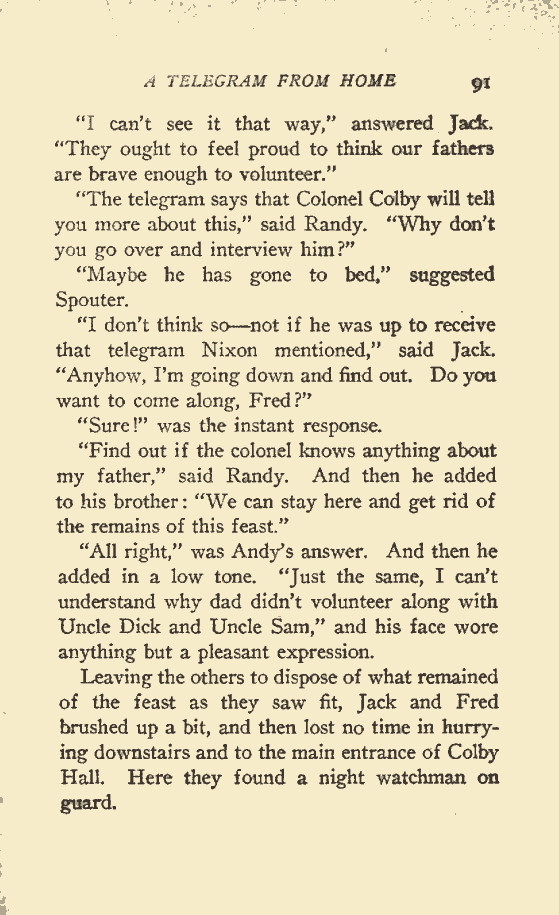 A TELEGRAM FROM HOME 91
“I can’t see it that way,” answered Jack.
“They ought to feel proud to think our fathers
are brave enough to volunteer.”
“The telegram says that Colonel Colby will tell
you more about this,” said Randy. “Why don’t
you go over and interview him?”
“Maybe he has gone to bed,” suggested
Spouter.
“I don’t think so—not if he was up to receive
that telegram Nixon mentioned,” said Jack.
“Anyhow, I’m going down and find out. Do you
want to come along, Fred?”
“Sure!” was the instant response.
“Find out if the colonel knows anything about
my father,” said Randy. And then he added
to his brother: “We can stay here and get rid of
the remains of this feast.”
“All right,” was Andy’s answer. And then he
added in a low tone. “Just the same, I can’t
understand why dad didn’t volunteer along with
Uncle Dick and Uncle Sam,” and his face wore
anything but a pleasant expression.
Leaving the others to dispose of what remained
of the feast as they saw fit, Jack and Fred
brushed up a bit, and then lost no time in hurry-
ing downstairs and to the main entrance of Colby
Hall. Here they found a night watchman on
guard.